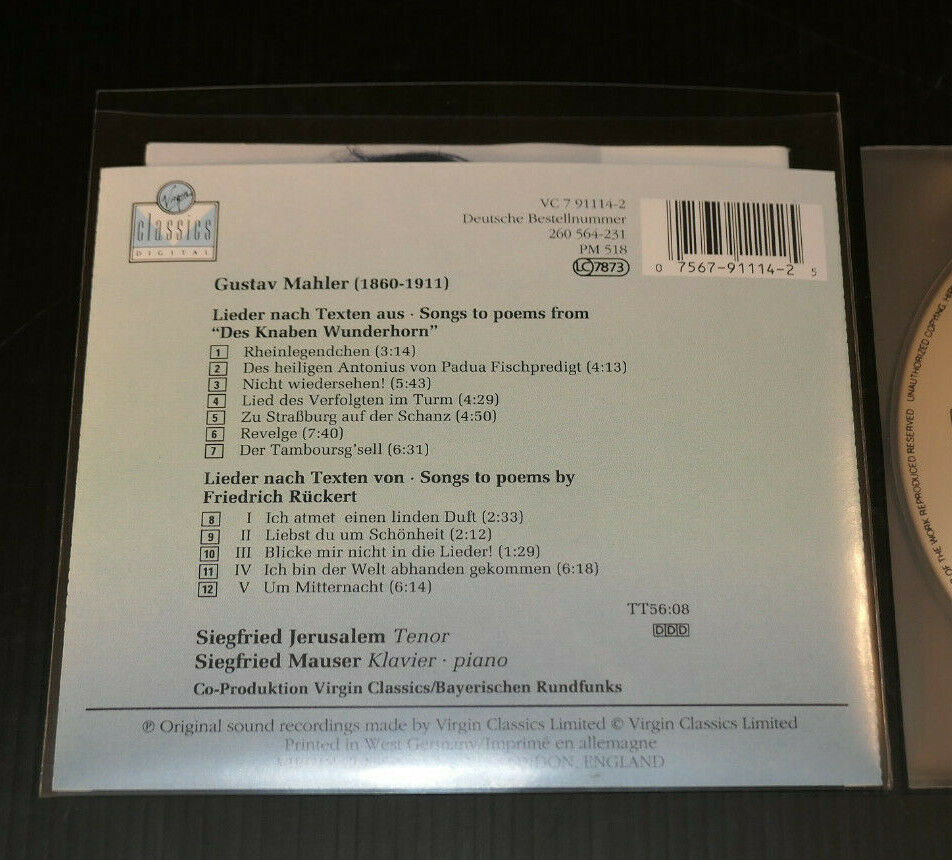 Virgin
classics
DIGITAL
VC 7 91114-2
Deutsche Bestellnummer
260 564-231
PM 518
LC 7873
0 7567-91114-2 5
Gustav Mahler (1860-1911)
Lieder nach Texten aus · Songs to poems from
“Des Knaben Wunderhorn”
1 Rheinlegendchen (3:14)
2 Des heiligen Antonius von Padua Fischpredigt (4:13)
3 Nicht wiedersehen! (5:43)
4 Lied des Verfolgten im Turm (4:29)
5 Zu Straßburg auf der Schanz (4:50)
6 Revelge (7:40)
7 Der Tamboursg'sell (6:31)
Lieder nach Texten von · Songs to poems by
Friedrich Rückert
8 I Ich atmet einen linden Duft (2:33)
9 II Liebst du um Schönheit (2:12)
10 III Blicke mir nicht in die Lieder! (1:29)
11 IV Ich bin der Welt abhanden gekommen (6:18)
12 V Um Mitternacht (6:14)
TT56:08
DDD
Siegfried Jerusalem Tenor
Siegfried Mauser Klavier · piano
Co-Produktion Virgin Classics/Bayerischen Rundfunks
℗ Original sound recordings made by Virgin Classics Limited © Virgin Classics Limited
Printed in West Germany/Imprimé en allemagne
LONDON, ENGLAND
OF THE WORK REPRODUCED RESERVED UNAUTHORIZED COPYING